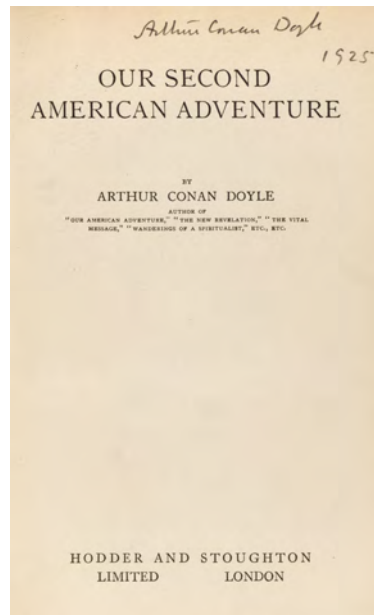 Arthur Conan Doyle
1925
OUR SECOND
AMERICAN ADVENTURE
BY
ARTHUR CONAN DOYLE
AUTHOR OF
"OUR AMERICAN ADVENTURE," "THE NEW REVELATION," "THE VITAL
MESSAGE," "WANDERINGS OF A SPIRITUALIST," ETC., ETC.
HODDER AND STOUGHTON
LIMITED LONDON